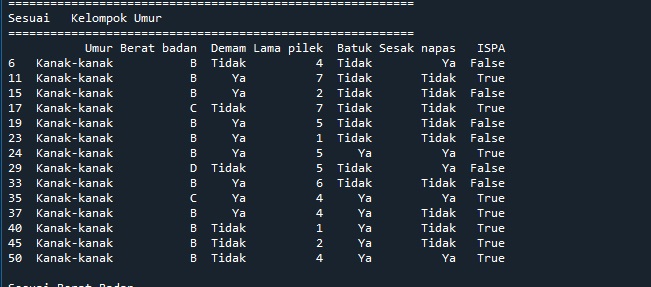 ==========================================================
Sesuai   Kelompok Umur
==========================================================
Umur Berat badan  Demam Lama pilek  Batuk Sesak napas   ISPA
6   Kanak-kanak           B  Tidak          4  Tidak          Ya  False
11  Kanak-kanak           B     Ya          7  Tidak       Tidak   True
15  Kanak-kanak           B     Ya          2  Tidak          Ya  False
17  Kanak-kanak           C  Tidak          7  Tidak       Tidak   True
19  Kanak-kanak           B     Ya          5  Tidak          Ya  False
23  Kanak-kanak           B     Ya          1  Tidak       Tidak  False
24  Kanak-kanak           B     Ya          5     Ya          Ya   True
29  Kanak-kanak           D  Tidak          5  Tidak          Ya  False
33  Kanak-kanak           B     Ya          6  Tidak       Tidak  False
35  Kanak-kanak           C     Ya          4     Ya          Ya   True
37  Kanak-kanak           B     Ya          4     Ya       Tidak   True
40  Kanak-kanak           B  Tidak          1     Ya       Tidak   True
45  Kanak-kanak           B  Tidak          2     Ya       Tidak   True
50  Kanak-kanak           B  Tidak          4     Ya          Ya   True
Sesuai Berat Badan